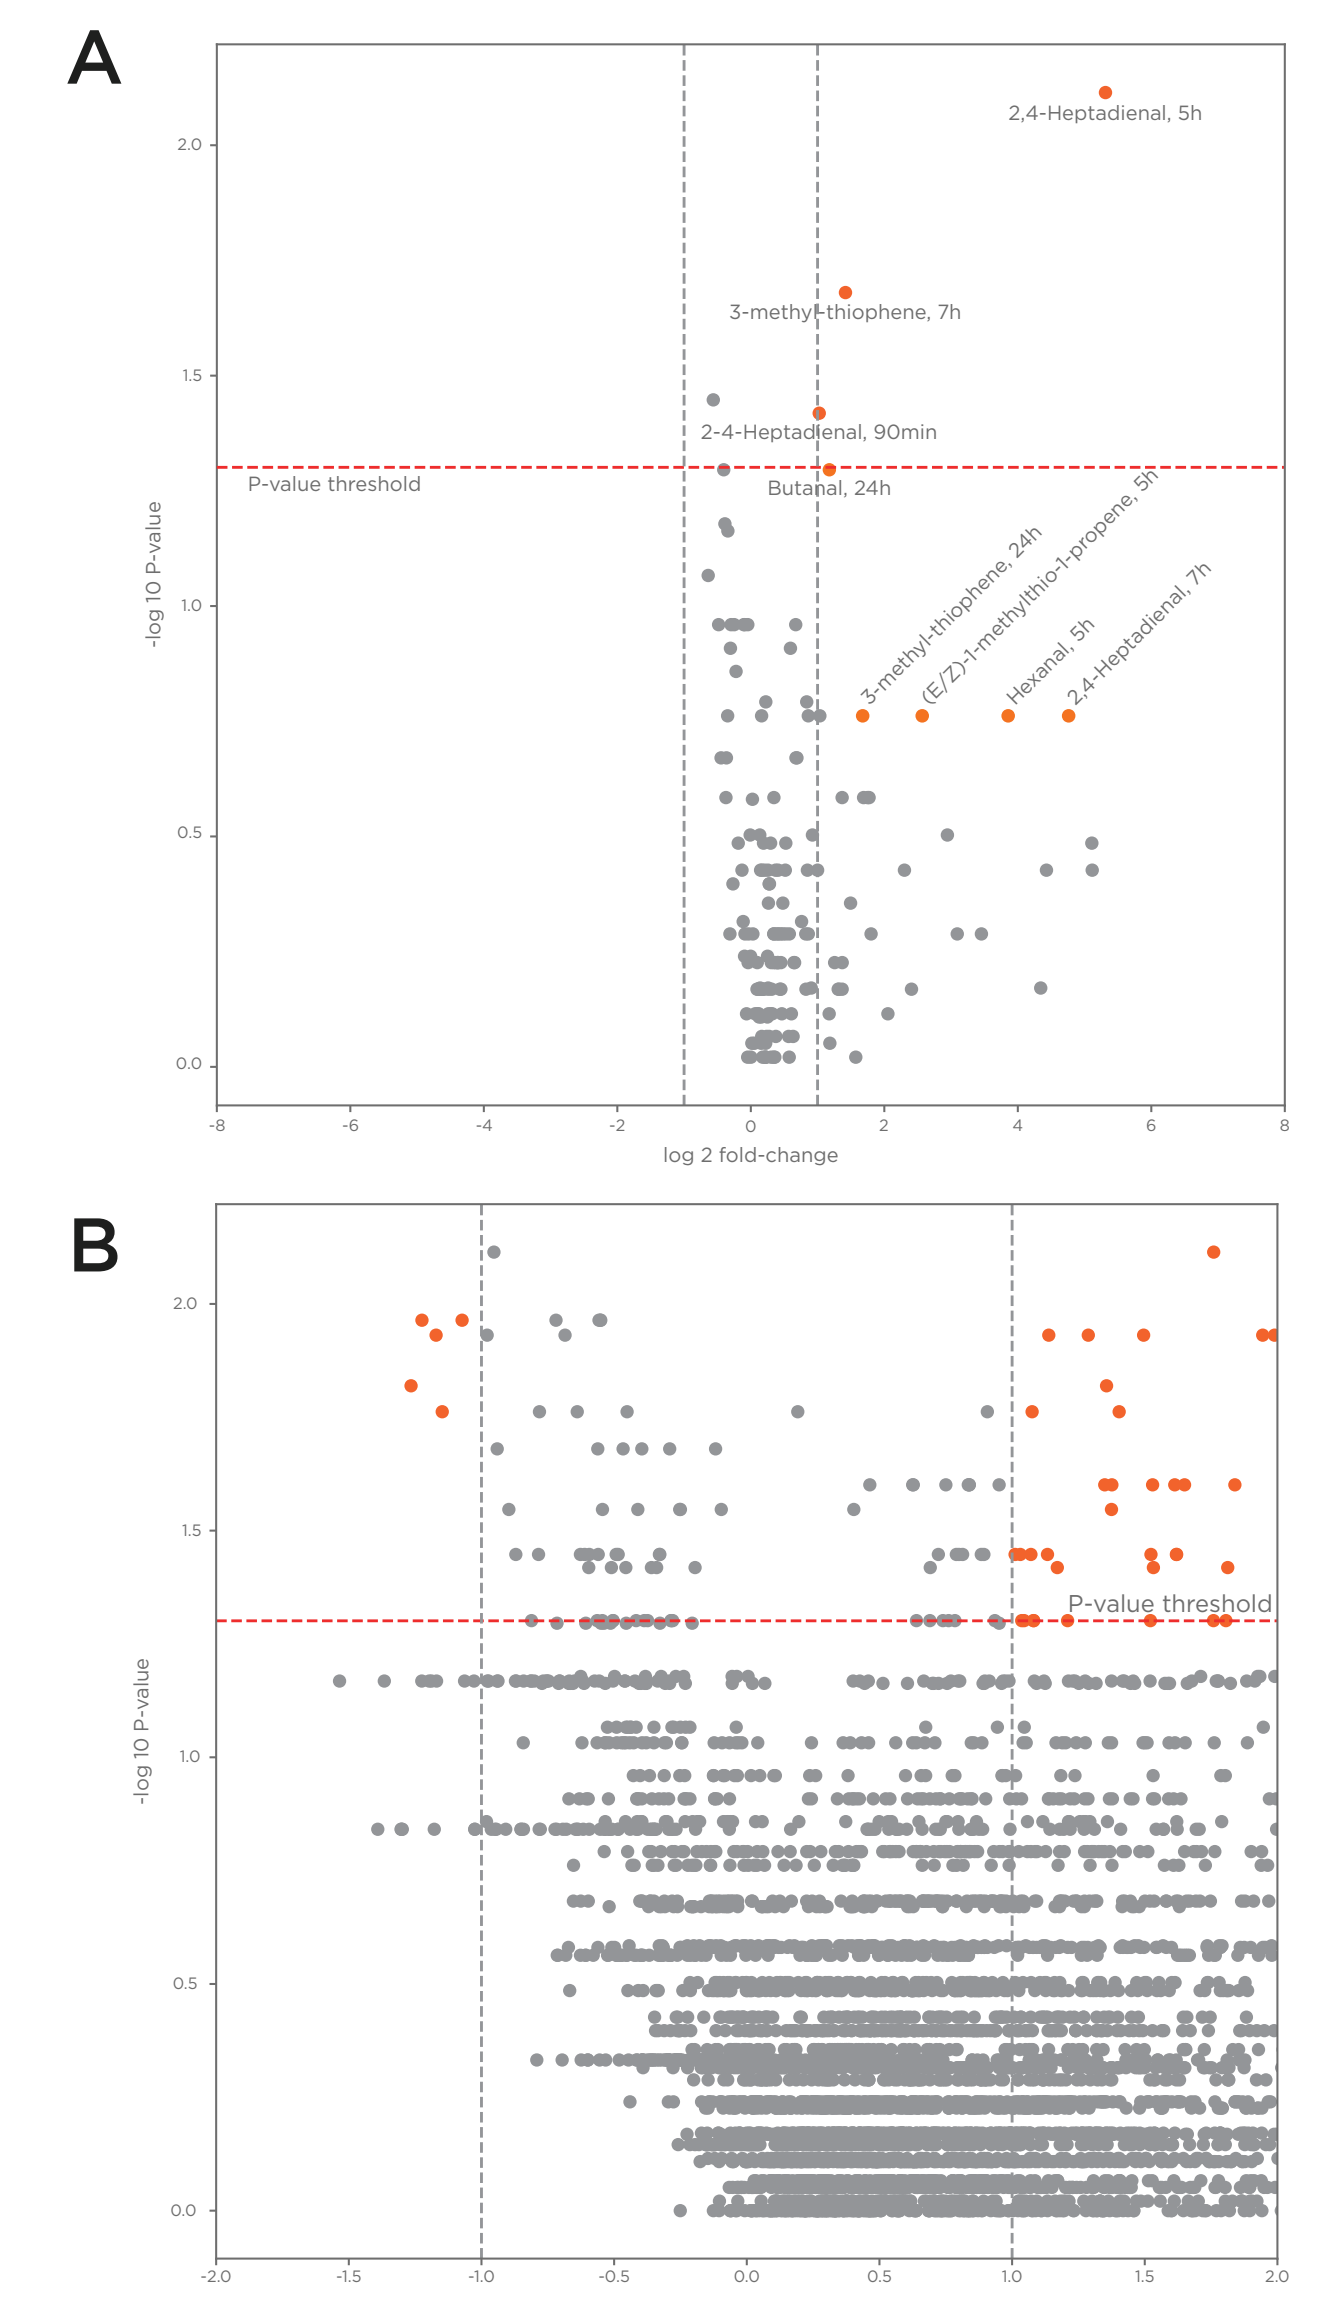 A
2,4-Heptadienal, 5h
2.0
3-methyl-thiophene, 7h
1.5
2-4-Heptadienal, 90min
P-value threshold
Butanal, 24h
-log 10 P-value
3-methyl-thiophene, 24h
(E/Z)-1-methylthio-1-propene, 5h
Hexanal, 5h
2,4-Heptadienal, 7h
1.0
0.5
0.0
-8 -6 -4 -2 0 2 4 6 8
log 2 fold-change
B
2.0
1.5
P-value threshold
-log 10 P-value
1.0
0.5
0.0
-2.0 -1.5 -1.0 -0.5 0.0 0.5 1.0 1.5 2.0